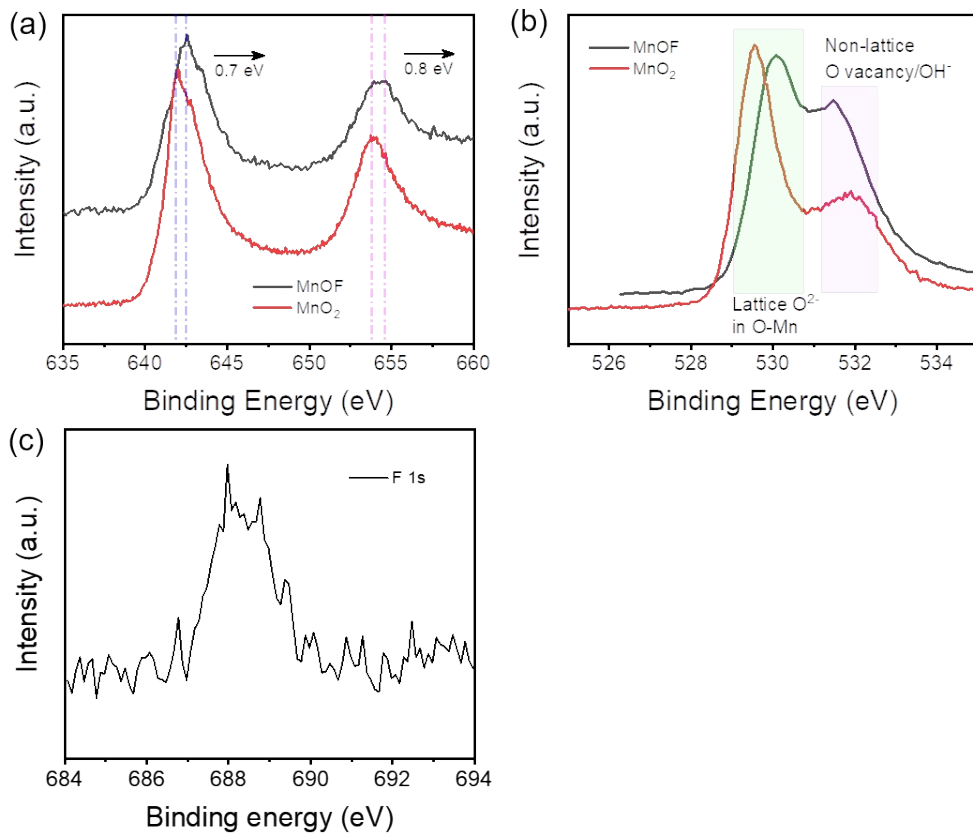 (a)
0.7 eV
0.8 eV
Intensity (a.u.)
MnOF
MnO₂
635 640 645 650 655 660
Binding Energy (eV)
(b)
MnOF
MnO₂
Non-lattice
O vacancy/OH⁻
Intensity (a.u.)
Lattice O²⁻
in O-Mn
526 528 530 532 534
Binding Energy (eV)
(c)
F 1s
Intensity (a.u.)
684 686 688 690 692 694
Binding energy (eV)